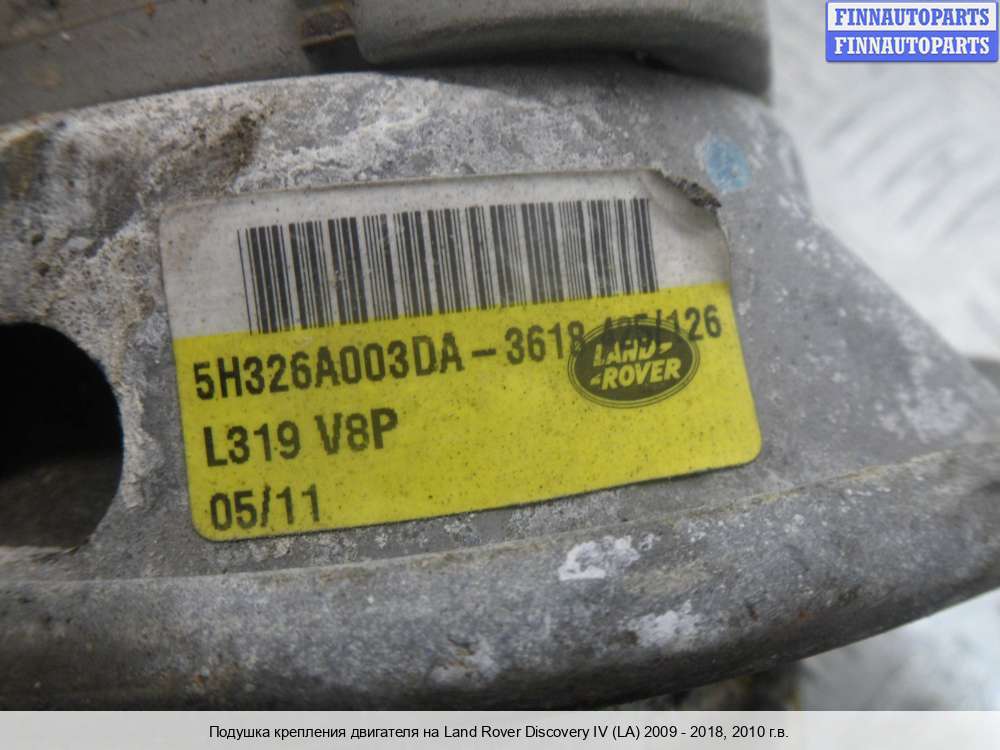 FINNAUTOPARTS
FINNAUTOPARTS
5H326A003DA-3618 /126
LAND-
-ROVER
L319 V8P
05/11
Подушка крепления двигателя на Land Rover Discovery IV (LA) 2009 - 2018, 2010 г.в.